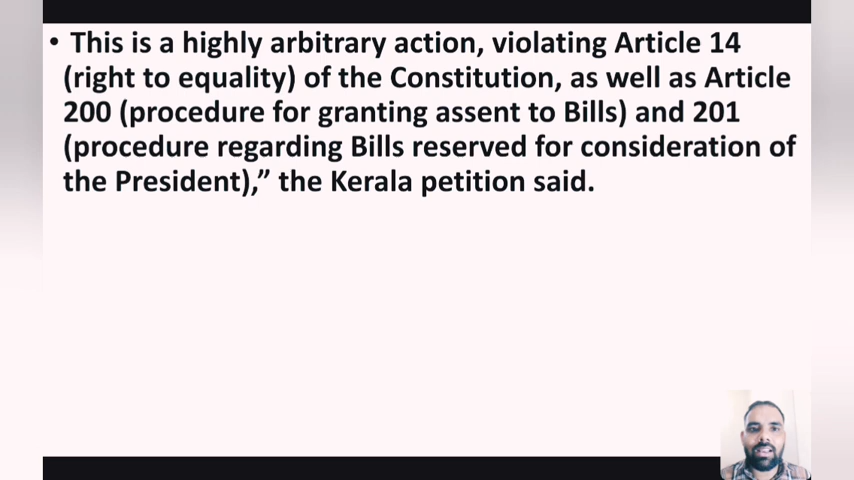 • This is a highly arbitrary action, violating Article 14
(right to equality) of the Constitution, as well as Article
200 (procedure for granting assent to Bills) and 201
(procedure regarding Bills reserved for consideration of
the President),” the Kerala petition said.